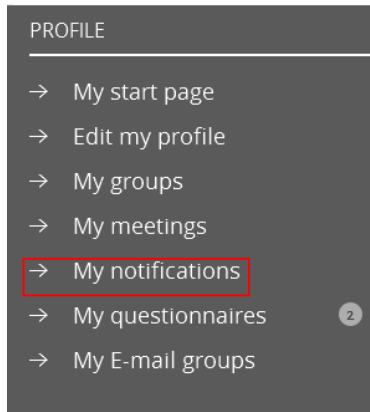 PROFILE
→ My start page
→ Edit my profile
→ My groups
→ My meetings
→ My notifications
→ My questionnaires 2
→ My E-mail groups